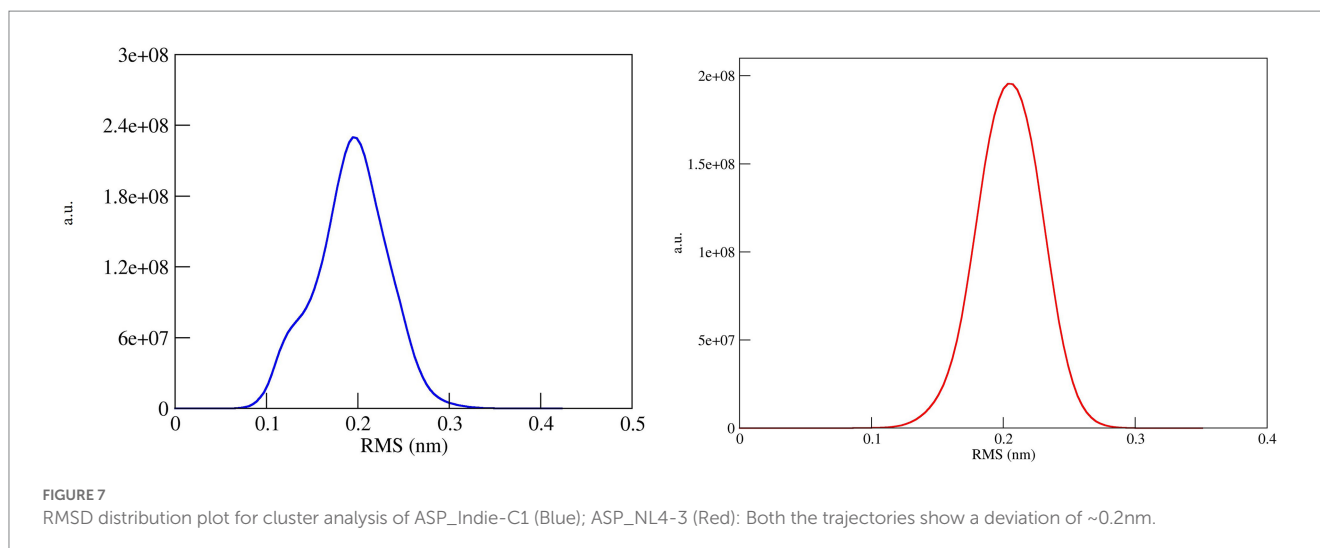 3e+08
2.4e+08
1.8e+08
1.2e+08
6e+07
0
a.u.
0 0.1 0.2 0.3 0.4 0.5
RMS (nm)
2e+08
1.5e+08
1e+08
5e+07
0
a.u.
0 0.1 0.2 0.3 0.4
RMS (nm)
FIGURE 7
RMSD distribution plot for cluster analysis of ASP_Indie-C1 (Blue); ASP_NL4-3 (Red): Both the trajectories show a deviation of ~0.2nm.